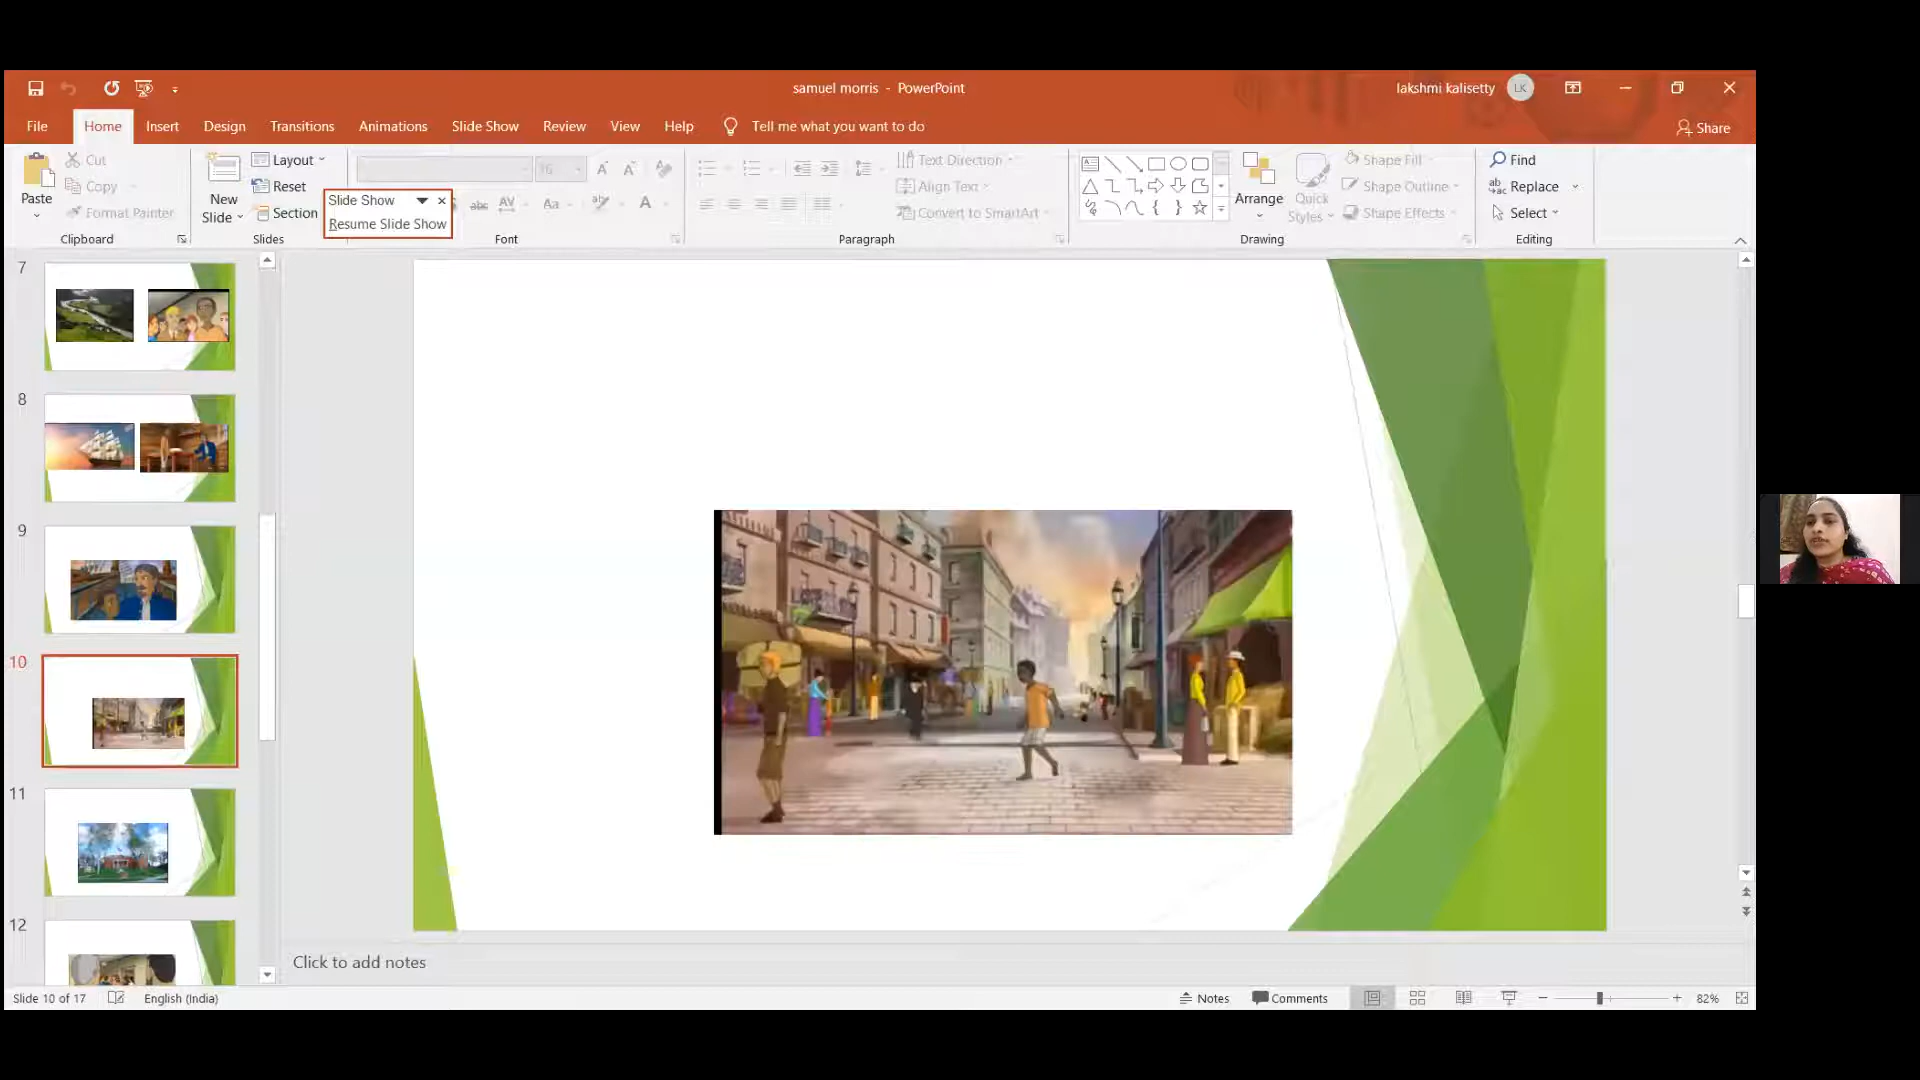 samuel morris - PowerPoint
lakshmi kalisetty
LK
File
Home
Insert
Design
Transitions
Animations
Slide Show
Review
View
Help
Tell me what you want to do
Share
Paste
Cut
Copy
Format Painter
Clipboard
New
Slide
Layout
Reset
Section
Slides
Slide Show
Resume Slide Show
16
abc
AV
Aa
A
Font
Text Direction
Align Text
Convert to SmartArt
Paragraph
Arrange
Quick
Styles
Shape Fill
Shape Outline
Shape Effects
Drawing
Find
Replace
Select
Editing
7
8
9
10
11
12
Click to add notes
Slide 10 of 17
English (India)
Notes
Comments
82%